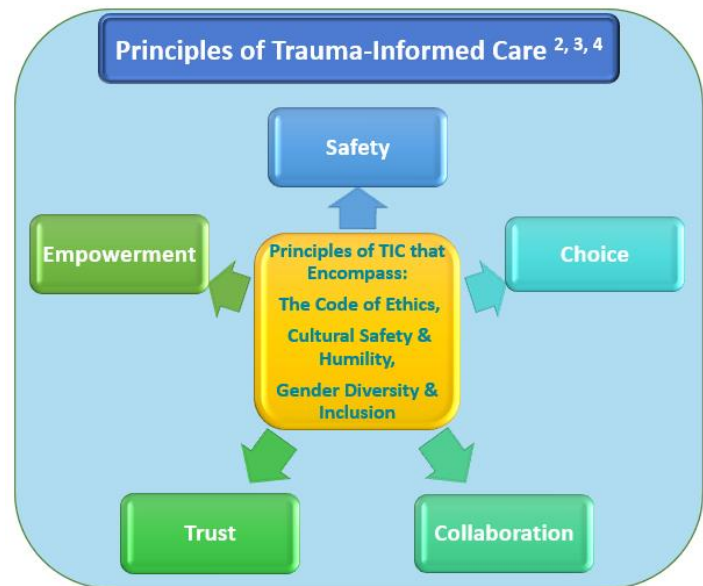 Principles of Trauma-Informed Care 2, 3, 4
Safety
Empowerment
Principles of TIC that
Encompass:
The Code of Ethics,
Cultural Safety &
Humility,
Gender Diversity &
Inclusion
Choice
Trust
Collaboration